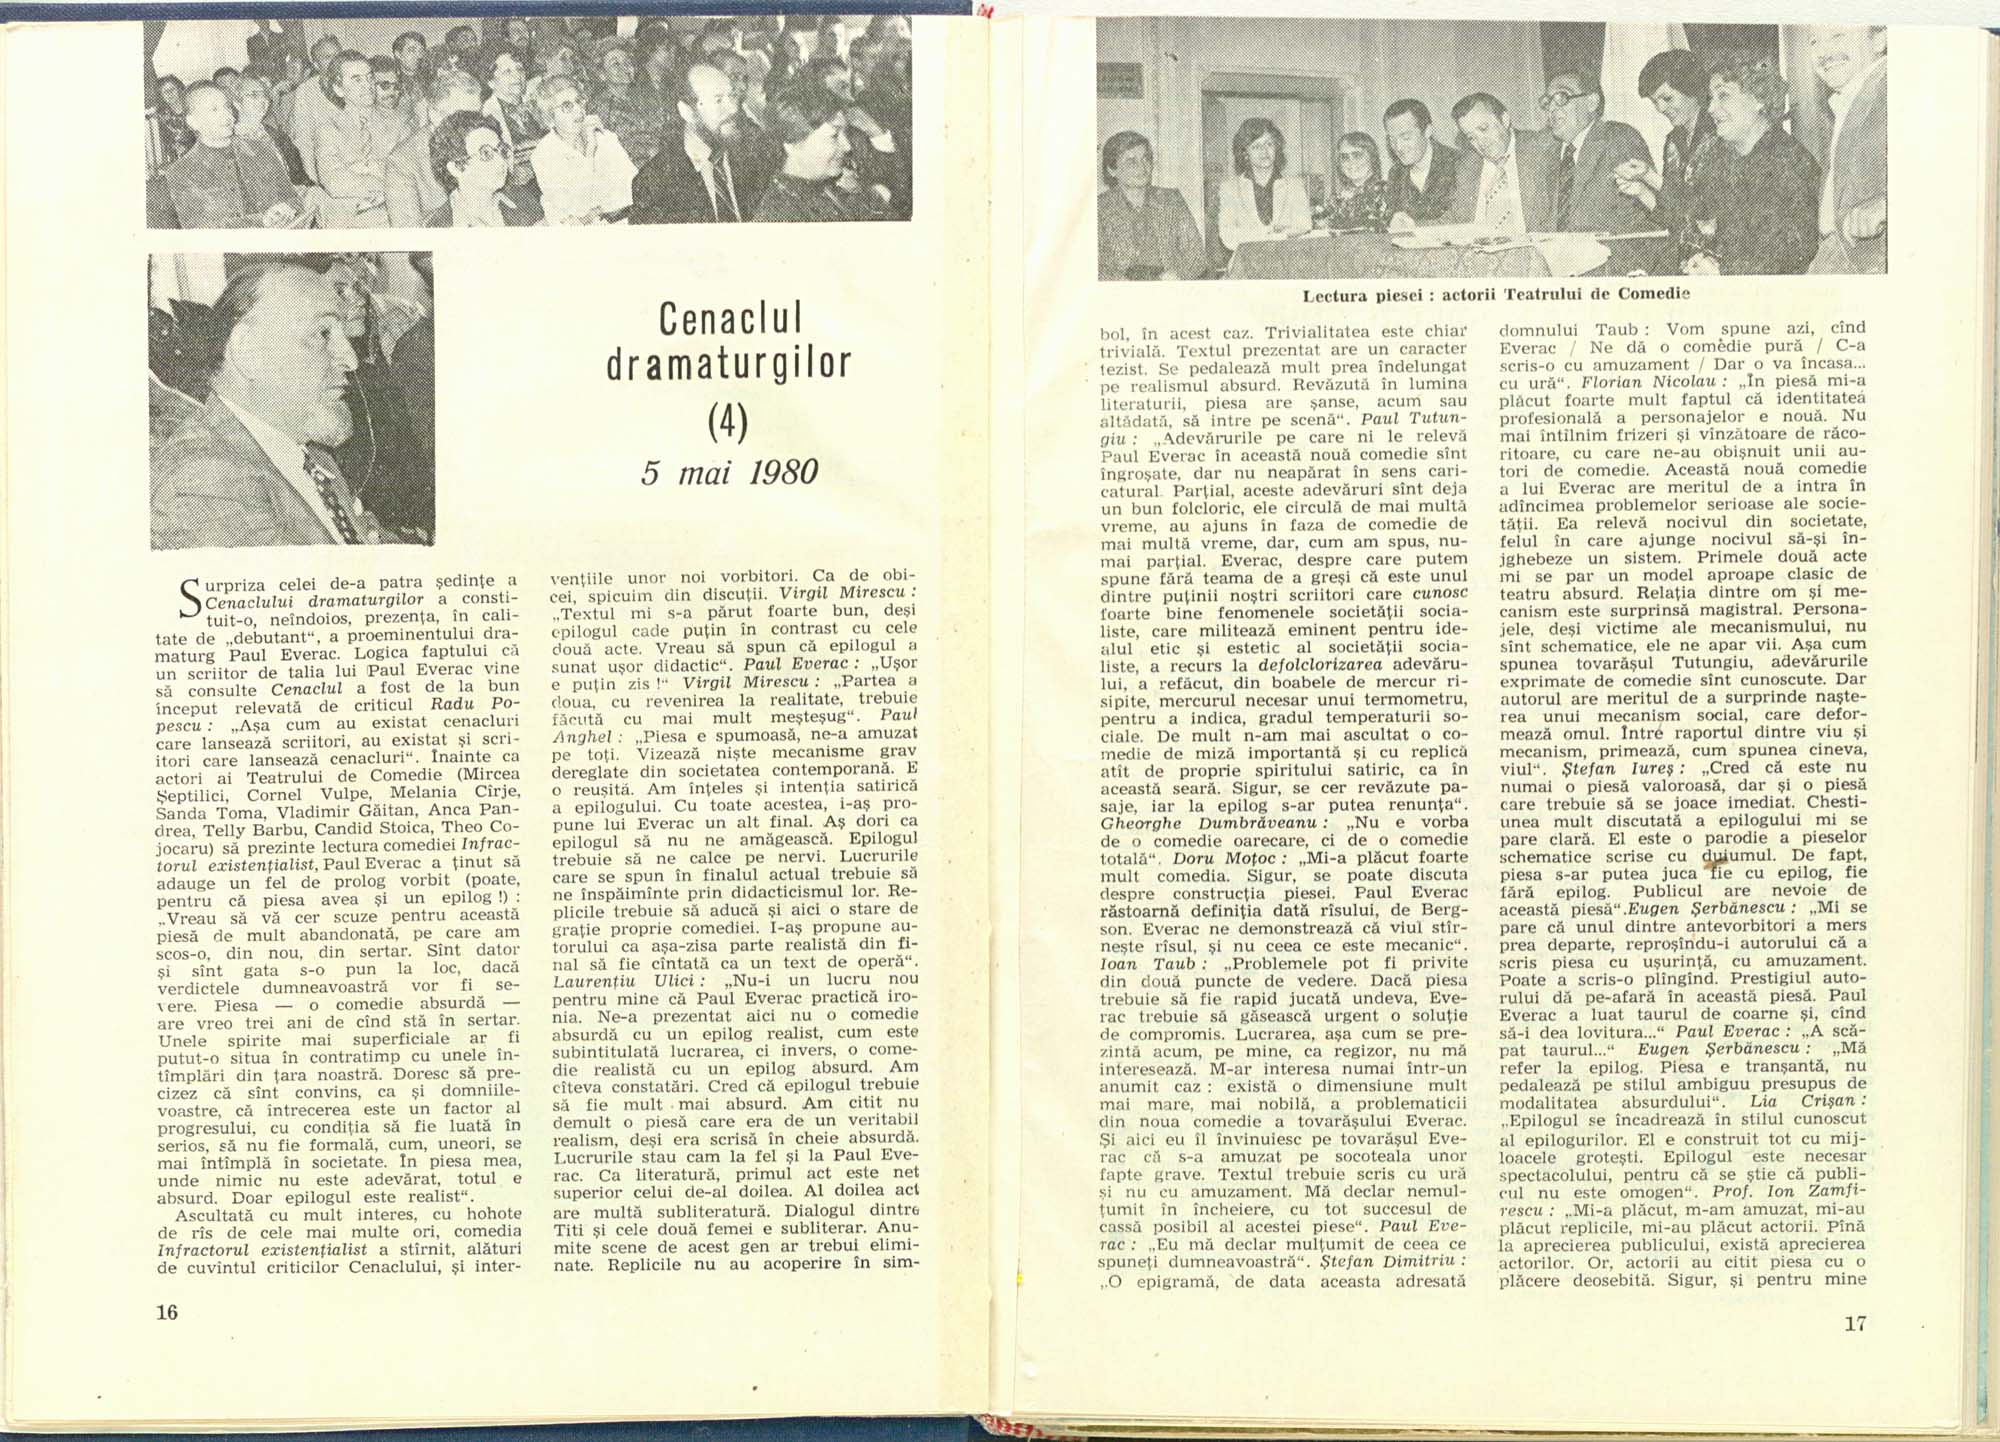 Cenaclul
dramaturgilor
(4)
5 mai 1980
Surpriza celei de-a patra ședințe a
Cenaclului dramaturgilor a consti-
tuit-o, neîndoios, prezența, în cali-
tate de „debutant“, a proeminentului dra-
maturg Paul Everac. Logica faptului că
un scriitor de talia lui Paul Everac vine
să consulte Cenaclul a fost de la bun
început relevată de criticul Radu Po-
pescu : „Așa cum au existat cenacluri
care lansează scriitori, au existat și scri-
itori care lansează cenacluri“. Înainte ca
actori ai Teatrului de Comedie (Mircea
Șeptilici, Cornel Vulpe, Melania Cîrje,
Sanda Toma, Vladimir Găitan, Anca Pan-
drea, Telly Barbu, Candid Stoica, Theo Co-
jocaru) să prezinte lectura comediei Infrac-
torul existențialist, Paul Everac a ținut să
adauge un fel de prolog vorbit (poate,
pentru că piesa avea și un epilog !) :
„Vreau să vă cer scuze pentru această
piesă de mult abandonată, pe care am
scos-o, din nou, din sertar. Sînt dator
și sînt gata s-o pun la loc, dacă
verdictele dumneavoastră vor fi se-
vere. Piesa — o comedie absurdă —
are vreo trei ani de cînd stă în sertar.
Unele spirite mai superficiale ar fi
putut-o situa în contratimp cu unele în-
tîmplări din țara noastră. Doresc să pre-
cizez că sînt convins, ca și domniile-
voastre, că întrecerea este un factor al
progresului, cu condiția să fie luată în
serios, să nu fie formală, cum, uneori, se
mai întîmplă în societate. În piesa mea,
unde nimic nu este adevărat, totul e
absurd. Doar epilogul este realist“.
Ascultată cu mult interes, cu hohote
de rîs de cele mai multe ori, comedia
Infractorul existențialist a stîrnit, alături
de cuvîntul criticilor Cenaclului, și inter-
vențiile unor noi vorbitori. Ca de obi-
cei, spicuim din discuții. Virgil Mirescu :
„Textul mi s-a părut foarte bun, deși
epilogul cade puțin în contrast cu cele
două acte. Vreau să spun că epilogul a
sunat ușor didactic“. Paul Everac : „Ușor
e puțin zis !“ Virgil Mirescu : „Partea a
doua, cu revenirea la realitate, trebuie
făcută cu mai mult meșteșug“. Paul
Anghel : „Piesa e spumoasă, ne-a amuzat
pe toți. Vizează niște mecanisme grav
dereglate din societatea contemporană. E
o reușită. Am înțeles și intenția satirică
a epilogului. Cu toate acestea, i-aș pro-
pune lui Everac un alt final. Aș dori ca
epilogul să nu ne amăgească. Epilogul
trebuie să ne calce pe nervi. Lucrurile
care se spun în finalul actual trebuie să
ne înspăimînte prin didacticismul lor. Re-
plicile trebuie să aducă și aici o stare de
grație proprie comediei. I-aș propune au-
torului ca așa-zisa parte realistă din fi-
nal să fie cîntată ca un text de operă“.
Laurențiu Ulici : „Nu-i un lucru nou
pentru mine că Paul Everac practică iro-
nia. Ne-a prezentat aici nu o comedie
absurdă cu un epilog realist, cum este
subintitulată lucrarea, ci invers, o come-
die realistă cu un epilog absurd. Am
cîteva constatări. Cred că epilogul trebuie
să fie mult mai absurd. Am citit nu
demult o piesă care era de un veritabil
realism, deși era scrisă în cheie absurdă.
Lucrurile stau cam la fel și la Paul Eve-
rac. Ca literatură, primul act este net
superior celui de-al doilea. Al doilea act
are multă subliteratură. Dialogul dintre
Titi și cele două femei e subliterar. Anu-
mite scene de acest gen ar trebui elimi-
nate. Replicile nu au acoperire în sim-
16
Lectura piesei : actorii Teatrului de Comedie
bol, în acest caz. Trivialitatea este chiar
trivială. Textul prezentat are un caracter
tezist. Se pedalează mult prea îndelungat
pe realismul absurd. Revăzută în lumina
literaturii, piesa are șanse, acum sau
altădată, să intre pe scenă“. Paul Tutun-
giu : „Adevărurile pe care ni le relevă
Paul Everac în această nouă comedie sînt
îngroșate, dar nu neapărat în sens cari-
catural. Parțial, aceste adevăruri sînt deja
un bun folcloric, ele circulă de mai multă
vreme, au ajuns în faza de comedie de
mai multă vreme, dar, cum am spus, nu-
mai parțial. Everac, despre care putem
spune fără teama de a greși că este unul
dintre puținii noștri scriitori care cunosc
foarte bine fenomenele societății socia-
liste, care militează eminent pentru ide-
alul etic și estetic al societății socia-
liste, a recurs la defolclorizarea adevăru-
lui, a refăcut, din boabele de mercur ri-
sipite, mercurul necesar unui termometru,
pentru a indica, gradul temperaturii so-
ciale. De mult n-am mai ascultat o co-
medie de miză importantă și cu replică
atît de proprie spiritului satiric, ca în
această seară. Sigur, se cer revăzute pa-
saje, iar la epilog s-ar putea renunța“.
Gheorghe Dumbrăveanu : „Nu e vorba
de o comedie oarecare, ci de o comedie
totală“. Doru Moțoc : „Mi-a plăcut foarte
mult comedia. Sigur, se poate discuta
despre construcția piesei. Paul Everac
răstoarnă definiția dată rîsului, de Berg-
son. Everac ne demonstrează că viul stîr-
nește rîsul, și nu ceea ce este mecanic“.
Ioan Taub : „Problemele pot fi privite
din două puncte de vedere. Dacă piesa
trebuie să fie rapid jucată undeva, Eve-
rac trebuie să găsească urgent o soluție
de compromis. Lucrarea, așa cum se pre-
zintă acum, pe mine, ca regizor, nu mă
interesează. M-ar interesa numai într-un
anumit caz : există o dimensiune mult
mai mare, mai nobilă, a problematicii
din noua comedie a tovarășului Everac.
Și aici eu îl învinuiesc pe tovarășul Eve-
rac că s-a amuzat pe socoteala unor
fapte grave. Textul trebuie scris cu ură
și nu cu amuzament. Mă declar nemul-
țumit în încheiere, cu tot succesul de
cassă posibil al acestei piese“. Paul Eve-
rac : „Eu mă declar mulțumit de ceea ce
spuneți dumneavoastră“. Ștefan Dimitriu :
„O epigramă, de data aceasta adresată
domnului Taub : Vom spune azi, cînd
Everac / Ne dă o comedie pură / C-a
scris-o cu amuzament / Dar o va încasa...
cu ură“. Florian Nicolau : „În piesă mi-a
plăcut foarte mult faptul că identitatea
profesională a personajelor e nouă. Nu
mai întîlnim frizeri și vînzătoare de răco-
ritoare, cu care ne-au obișnuit unii au-
tori de comedie. Această nouă comedie
a lui Everac are meritul de a intra în
adîncimea problemelor serioase ale socie-
tății. Ea relevă nocivul din societate,
felul în care ajunge nocivul să-și în-
jghebeze un sistem. Primele două acte
mi se par un model aproape clasic de
teatru absurd. Relația dintre om și me-
canism este surprinsă magistral. Persona-
jele, deși victime ale mecanismului, nu
sînt schematice, ele ne apar vii. Așa cum
spunea tovarășul Tutungiu, adevărurile
exprimate de comedie sînt cunoscute. Dar
autorul are meritul de a surprinde naște-
rea unui mecanism social, care defor-
mează omul. Între raportul dintre viu și
mecanism, primează, cum spunea cineva,
viul“. Ștefan Iureș : „Cred că este nu
numai o piesă valoroasă, dar și o piesă
care trebuie să se joace imediat. Chesti-
unea mult discutată a epilogului mi se
pare clară. El este o parodie a pieselor
schematice scrise cu duiumul. De fapt,
piesa s-ar putea juca fie cu epilog, fie
fără epilog. Publicul are nevoie de
această piesă“. Eugen Șerbănescu : „Mi se
pare că unul dintre antevorbitori a mers
prea departe, reproșîndu-i autorului că a
scris piesa cu ușurință, cu amuzament.
Poate a scris-o plîngînd. Prestigiul auto-
rului dă pe-afară în această piesă. Paul
Everac a luat taurul de coarne și, cînd
să-i dea lovitura...“ Paul Everac : „A scă-
pat taurul...“ Eugen Șerbănescu : „Mă
refer la epilog. Piesa e tranșantă, nu
pedalează pe stilul ambiguu presupus de
modalitatea absurdului“. Lia Crișan :
„Epilogul se încadrează în stilul cunoscut
al epilogurilor. El e construit tot cu mij-
loacele grotești. Epilogul este necesar
spectacolului, pentru că se știe că publi-
cul nu este omogen“. Prof. Ion Zamfi-
rescu : „Mi-a plăcut, m-am amuzat, mi-au
plăcut replicile, mi-au plăcut actorii. Pînă
la aprecierea publicului, există aprecierea
actorilor. Or, actorii au citit piesa cu o
plăcere deosebită. Sigur, și pentru mine
17